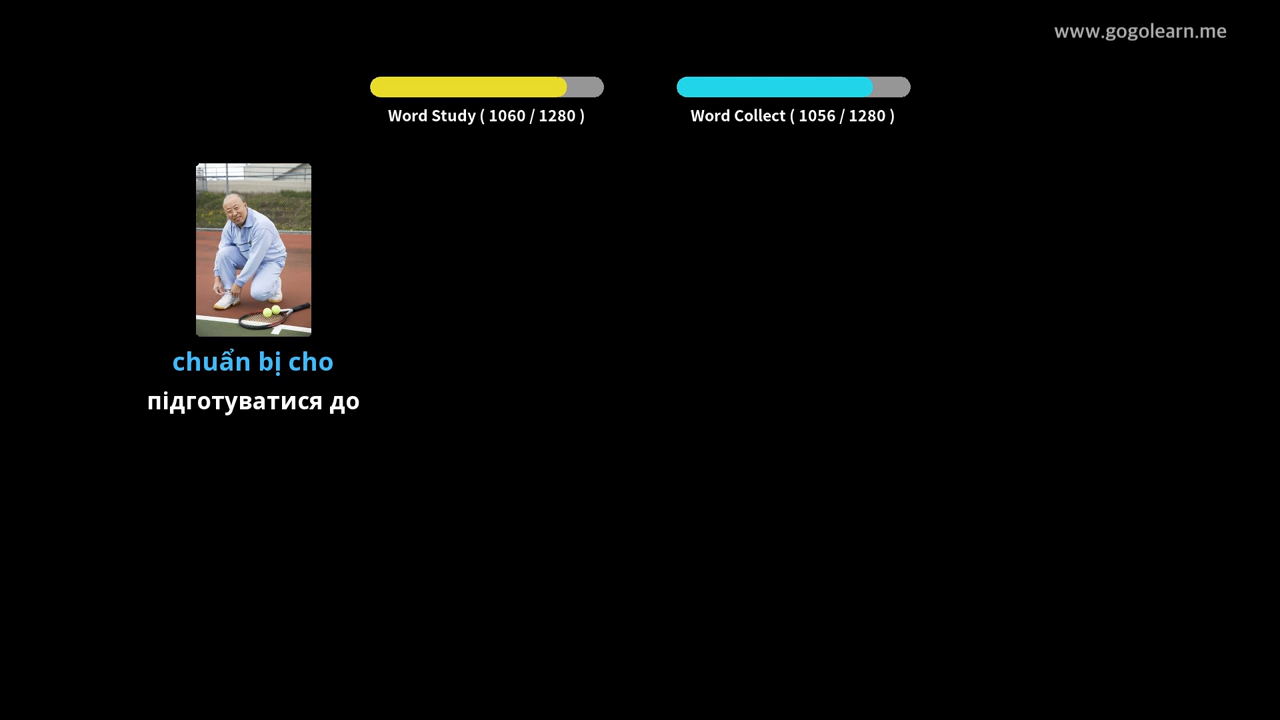 www.gogolearn.me
Word Study ( 1060 / 1280 )
Word Collect ( 1056 / 1280 )
chuẩn bị cho
підготуватися до